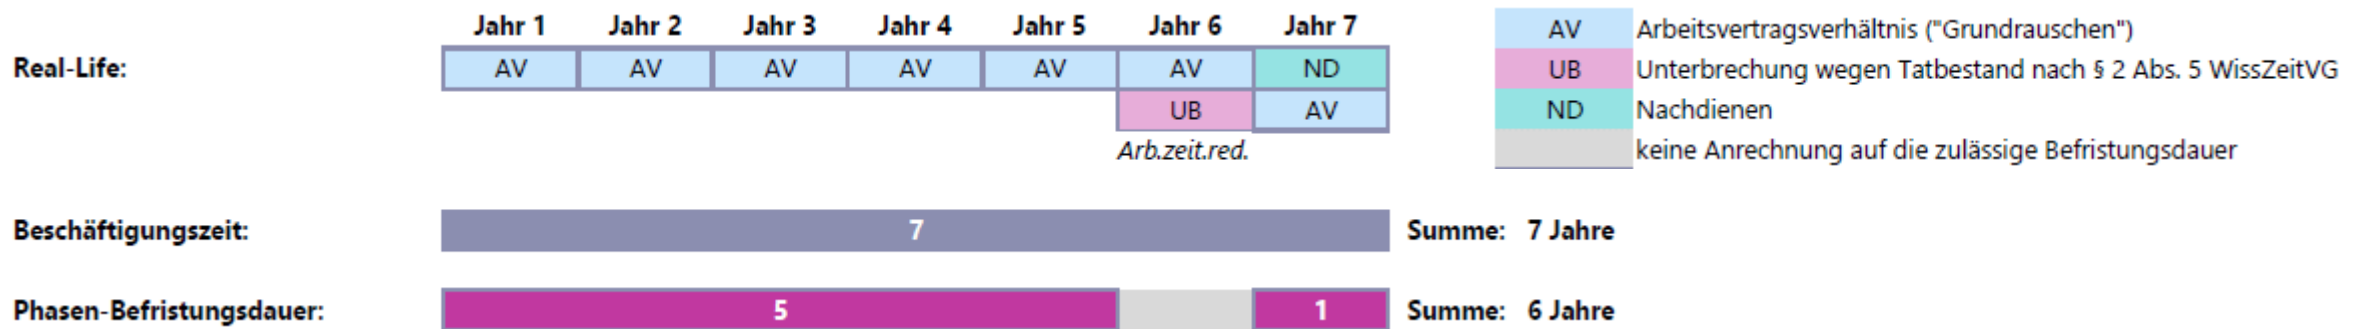 Jahr 1 Jahr 2 Jahr 3 Jahr 4 Jahr 5 Jahr 6 Jahr 7
Real-Life: AV AV AV AV AV AV ND
UB AV
Arb.zeit.red.
AV Arbeitsvertragsverhältnis ("Grundrauschen")
UB Unterbrechung wegen Tatbestand nach § 2 Abs. 5 WissZeitVG
ND Nachdienen
keine Anrechnung auf die zulässige Befristungsdauer
Beschäftigungszeit: 7 Summe: 7 Jahre
Phasen-Befristungsdauer: 5 1 Summe: 6 Jahre